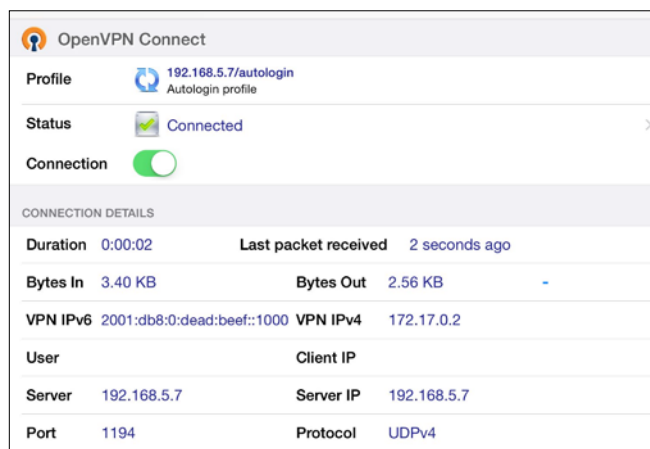 OpenVPN Connect
Profile 192.168.5.7/autologin
Autologin profile
Status Connected
Connection
CONNECTION DETAILS
Duration 0:00:02 Last packet received 2 seconds ago
Bytes In 3.40 KB Bytes Out 2.56 KB -
VPN IPv6 2001:db8:0:dead:beef::1000 VPN IPv4 172.17.0.2
User Client IP
Server 192.168.5.7 Server IP 192.168.5.7
Port 1194 Protocol UDPv4